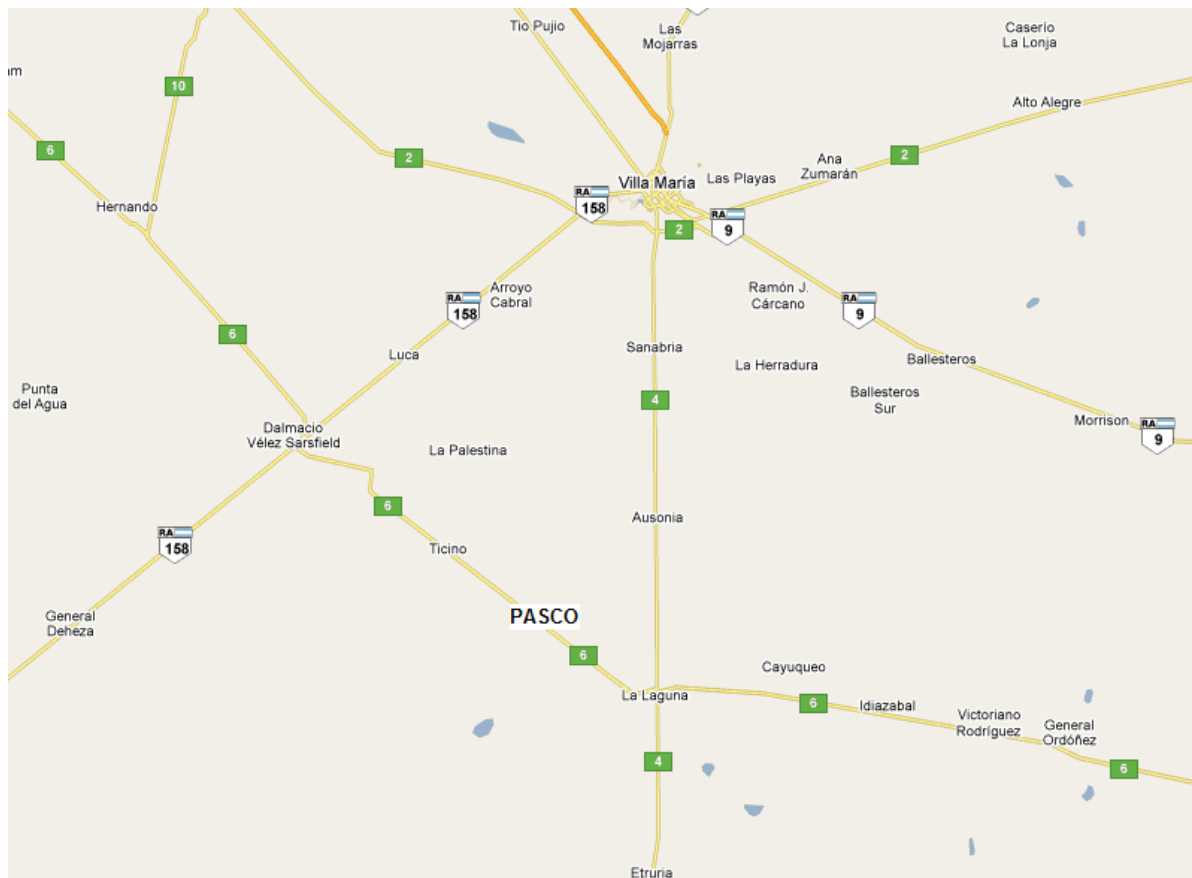 Tio Pujio
Las
Mojarras
Caserio
La Lonja
am
10
Alto Alegre
6
2
2
Ana
Zumarán
Villa María
Las Playas
RA
158
Hernando
RA
9
2
Arroyo
Cabral
RA
158
Ramón J.
Cárcano
RA
9
6
Luca
Sanabria
La Herradura
Ballesteros
Punta
del Agua
4
Ballesteros
Sur
Dalmacio
Vélez Sarsfield
Morrison
RA
9
La Palestina
6
Ausonia
RA
158
Ticino
General
Deheza
PASCO
6
Cayuqueo
La Laguna
6
Idiazabal
Victoriano
Rodríguez
General
Ordóñez
4
6
Etruria